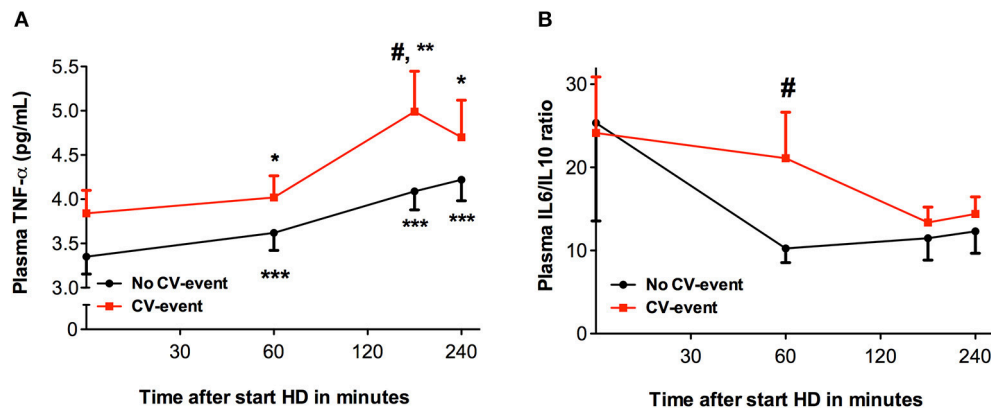 A
#, **
*
*
***
***
***
5.5
5.0
4.5
4.0
3.5
3.0
0
Plasma TNF-α (pg/mL)
No CV-event
CV-event
30 60 120 240
Time after start HD in minutes
B
#
30
20
10
0
Plasma IL6/IL10 ratio
No CV-event
CV-event
30 60 120 240
Time after start HD in minutes